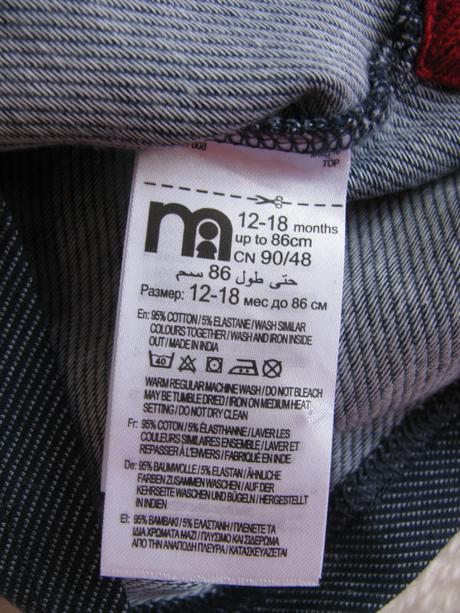 008
TOP
12-18 months
up to 86cm
CN 90/48
حتى طول 86 سم
Размер: 12-18 мес до 86 см
En: 95% COTTON / 5% ELASTANE / WASH SIMILAR
COLOURS TOGETHER / WASH AND IRON INSIDE
OUT / MADE IN INDIA
40
WARM REGULAR MACHINE WASH / DO NOT BLEACH
MAY BE TUMBLE DRIED / IRON ON MEDIUM HEAT
SETTING / DO NOT DRY CLEAN
Fr: 95% COTON / 5% ÉLASTHANNE / LAVER LES
COULEURS SIMILAIRES ENSEMBLE / LAVER ET
REPASSER À L'ENVERS / FABRIQUÉ EN INDE
De: 95% BAUMWOLLE / 5% ELASTAN / ÄHNLICHE
FARBEN ZUSAMMEN WASCHEN / AUF DER
KEHRSEITE WASCHEN UND BÜGELN / HERGESTELLT
IN INDIEN
El: 95% ΒΑΜΒΑΚΙ / 5% ΕΛΑΣΤΑΝΗ / ΠΛΕΝΕΤΕ ΤΑ
ΙΔΙΑ ΧΡΩΜΑΤΑ ΜΑΖΙ / ΠΛΥΣΙΜΟ ΚΑΙ ΣΙΔΕΡΩΜΑ
ΑΠΟ ΤΗΝ ΑΝΑΠΟΔΗ ΠΛΕΥΡΑ / ΚΑΤΑΣΚΕΥΑΖΕΤΑΙ